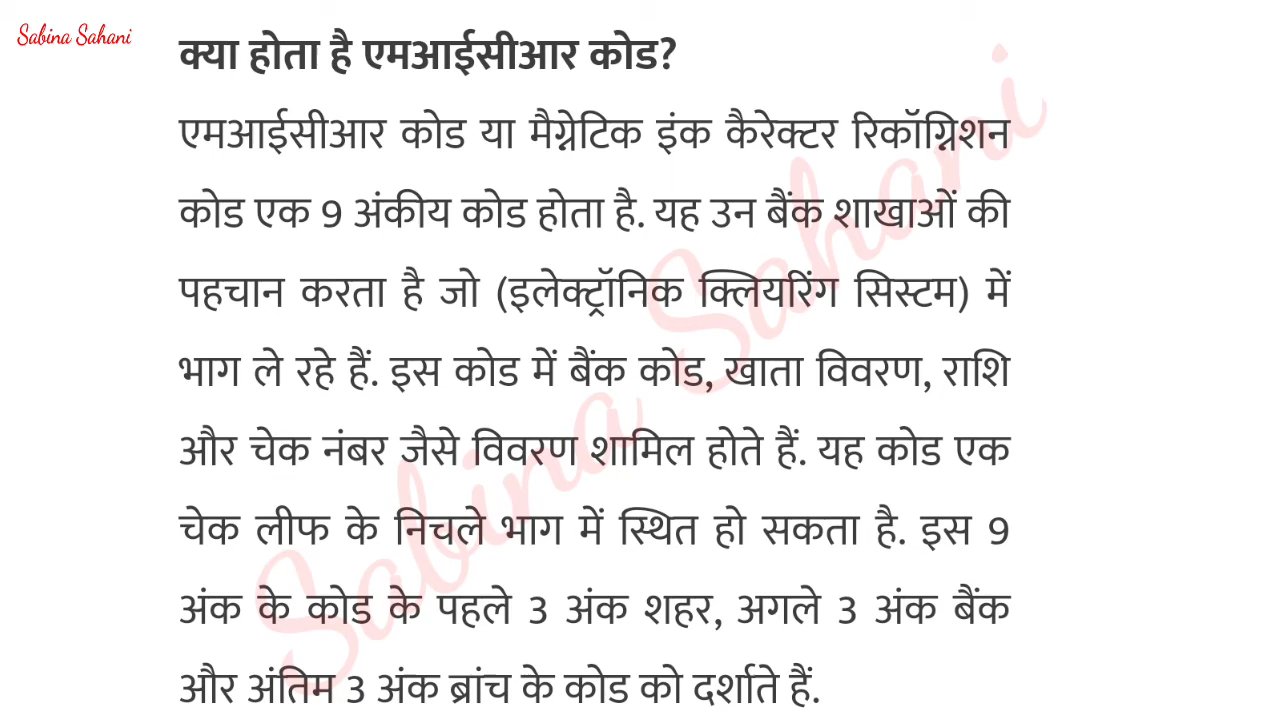 Sabina Sahani
क्या होता है एमआईसीआर कोड?
एमआईसीआर कोड या मैग्नेटिक इंक कैरेक्टर रिकॉग्निशन
कोड एक 9 अंकीय कोड होता है. यह उन बैंक शाखाओं की
पहचान करता है जो (इलेक्ट्रॉनिक क्लियरिंग सिस्टम) में
भाग ले रहे हैं. इस कोड में बैंक कोड, खाता विवरण, राशि
और चेक नंबर जैसे विवरण शामिल होते हैं. यह कोड एक
चेक लीफ के निचले भाग में स्थित हो सकता है. इस 9
अंक के कोड के पहले 3 अंक शहर, अगले 3 अंक बैंक
और अंतिम 3 अंक ब्रांच के कोड को दर्शाते हैं.
Sabina Sahani